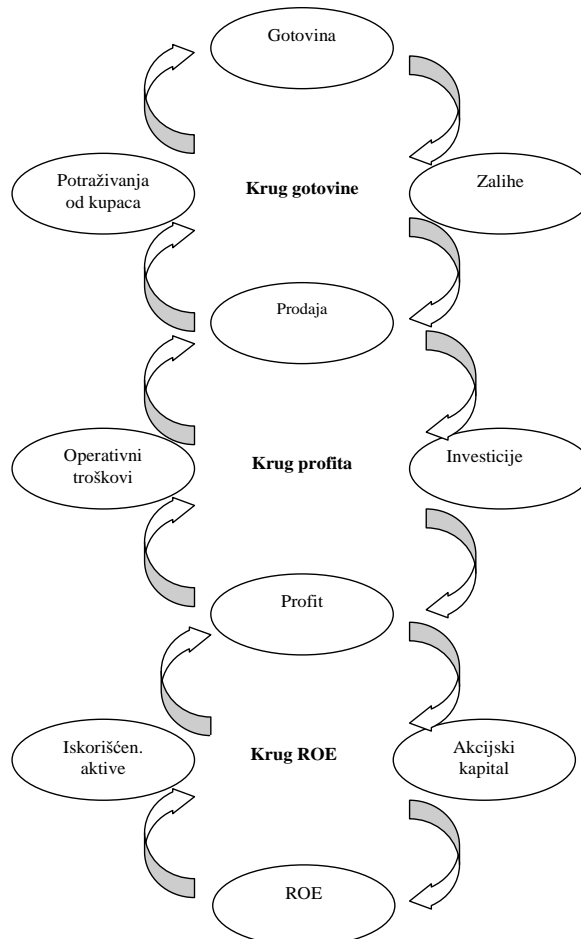 Gotovina
Potraživanja
od kupaca
Krug gotovine
Zalihe
Prodaja
Operativni
troškovi
Krug profita
Investicije
Profit
Iskorišćen.
aktive
Krug ROE
Akcijski
kapital
ROE